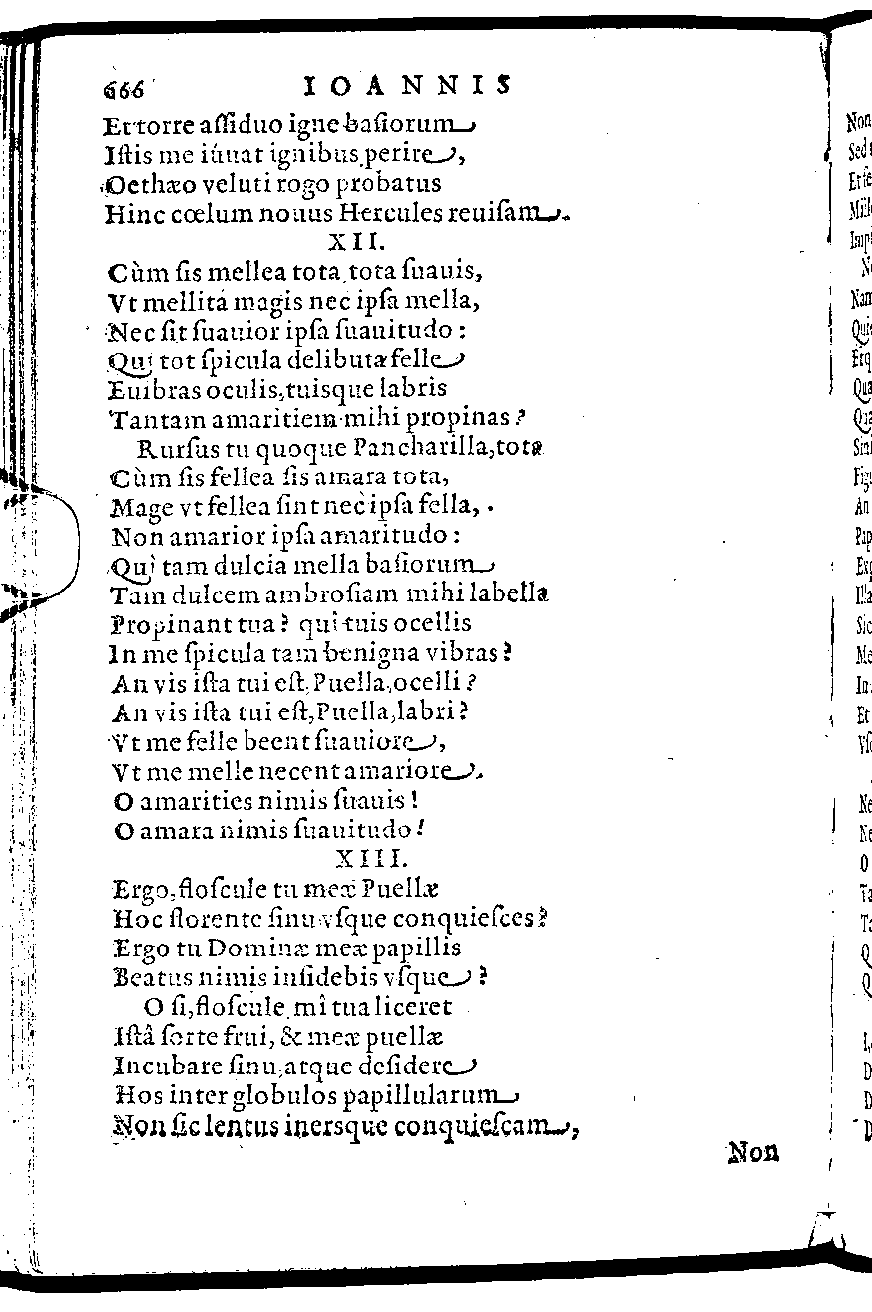 666 IOANNIS
Et torre aſſiduo igne baſiorum
Iſtis me iúuat ignibus perire,
Oethæo veluti rogo probatus
Hinc cœlum nouus Hercules reuiſam.
XII.
Cùm ſis mellea tota, tota ſuauis,
Vt mellita magis nec ipſa mella,
Nec ſit ſuauior ipſa ſuauitudo:
Qui tot ſpicula delibuta felle
Euibras oculis, tuisque labris
Tantam amaritiem mihi propinas?
Rurſus tu quoque Pancharilla, tota
Cùm ſis fellea ſis amara tota,
Mage vt fellea ſint nec ipſa fella,
Non amarior ipſa amaritudo:
Quî tam dulcia mella baſiorum
Tam dulcem ambroſiam mihi labella
Propinant tua? quî tuis ocellis
In me ſpicula tam benigna vibras?
An vis iſta tui eſt, Puella, ocelli?
An vis iſta tui eſt, Puella, labri?
Vt me felle beent ſuauiore,
Vt me melle necent amariore.
O amarities nimis ſuauis!
O amara nimis ſuauitudo!
XIII.
Ergo, floſcule tu meæ Puellæ
Hoc florente ſinu vſque conquieſces?
Ergo tu Dominæ meæ papillis
Beatus nimis inſidebis vſque?
O ſi, floſcule, mî tua liceret
Iſtâ ſorte frui, & meæ puellæ
Incubare ſinu, atque deſidere
Hos inter globulos papillularum
Non ſic lentus inersque conquieſcam,
Non